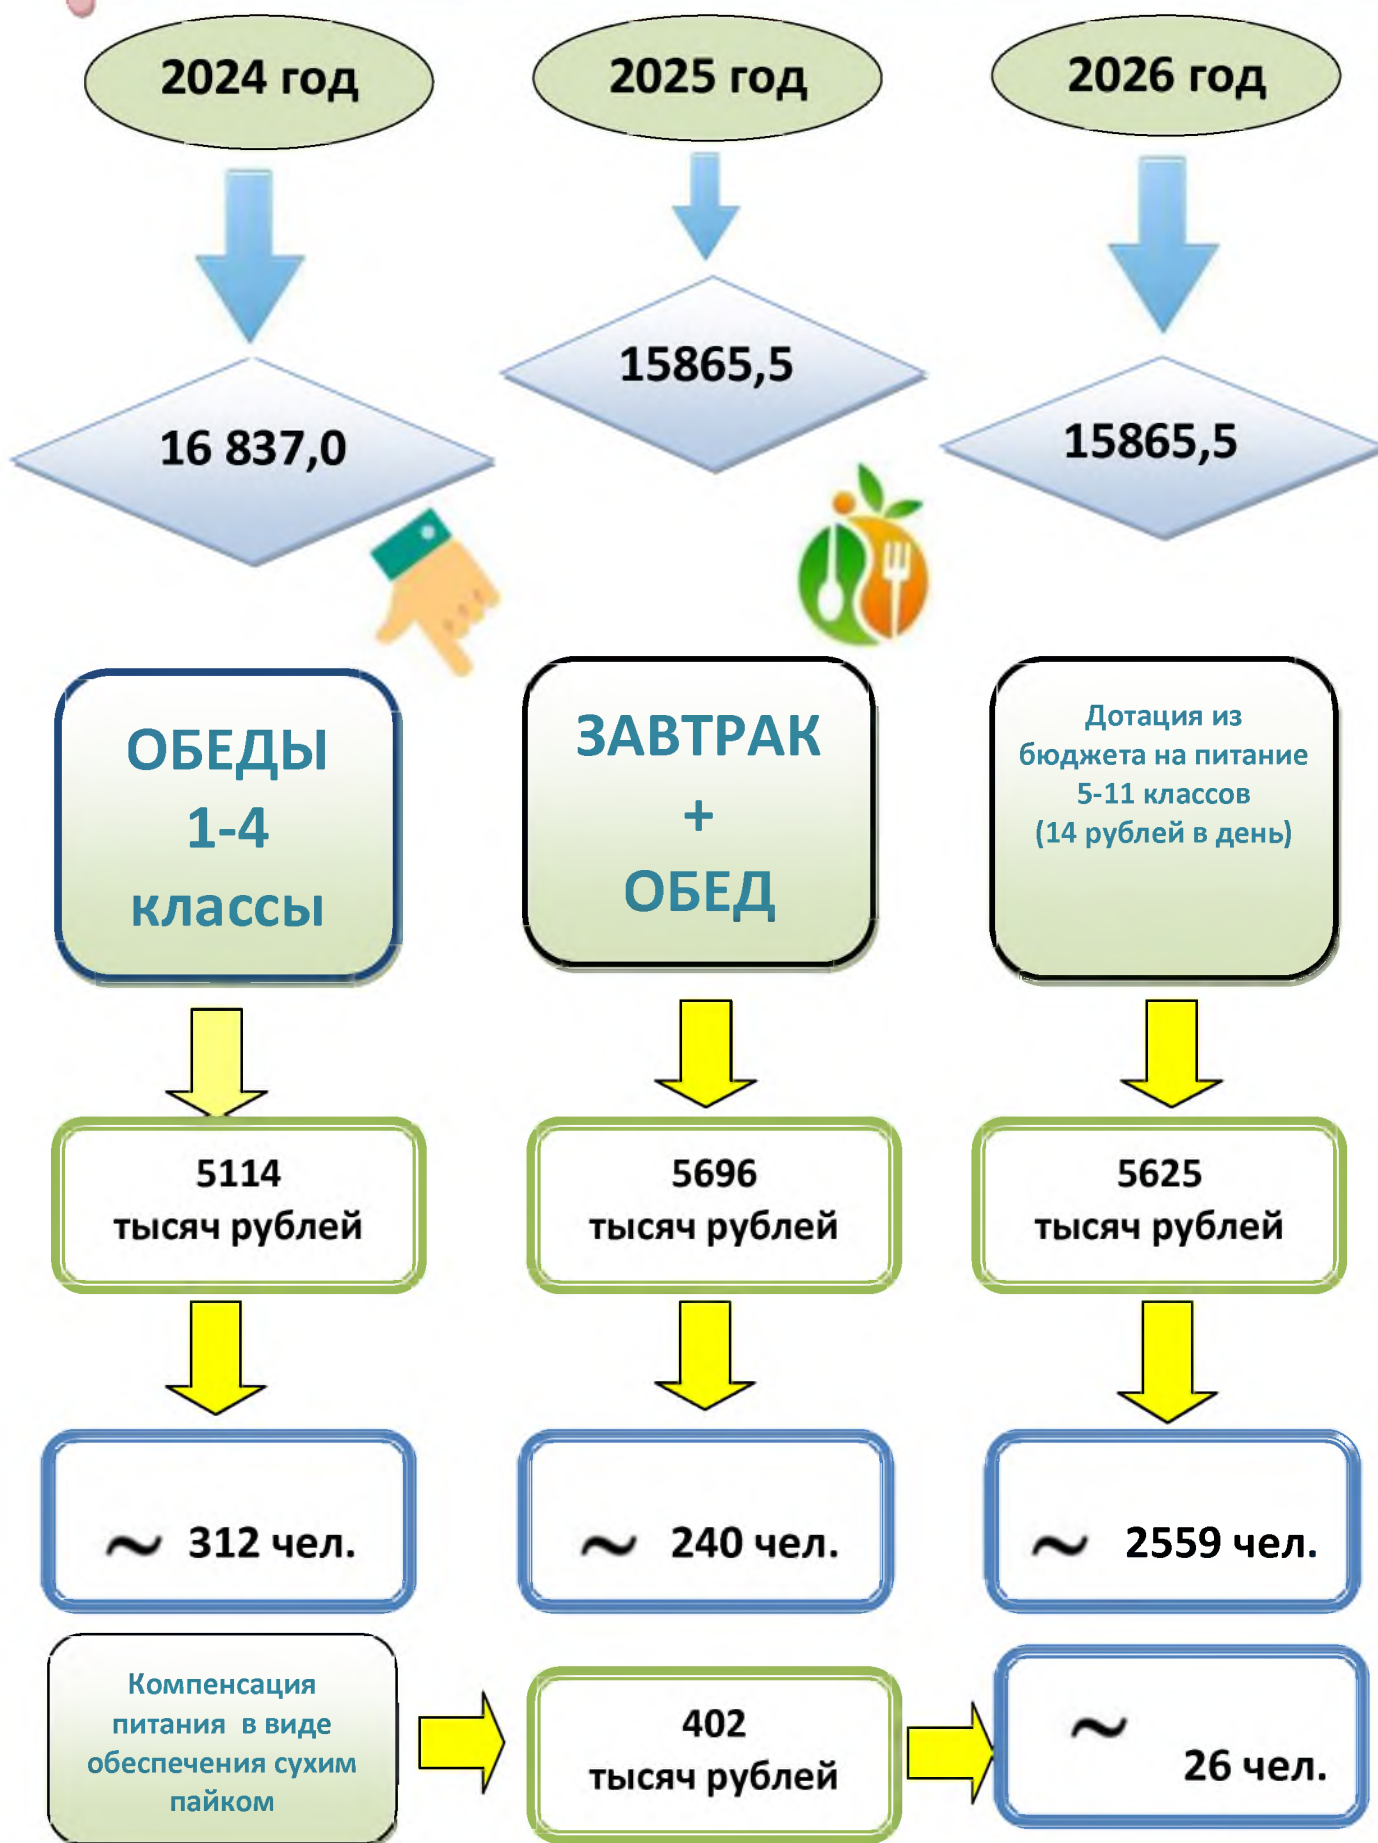 2024 год
2025 год
2026 год
16 837,0
15865,5
15865,5
ОБЕДЫ
1-4
классы
ЗАВТРАК
+
ОБЕД
Дотация из
бюджета на питание
5-11 классов
(14 рублей в день)
5114
тысяч рублей
5696
тысяч рублей
5625
тысяч рублей
~ 312 чел.
~ 240 чел.
~ 2559 чел.
Компенсация
питания в виде
обеспечения сухим
пайком
402
тысяч рублей
~
26 чел.